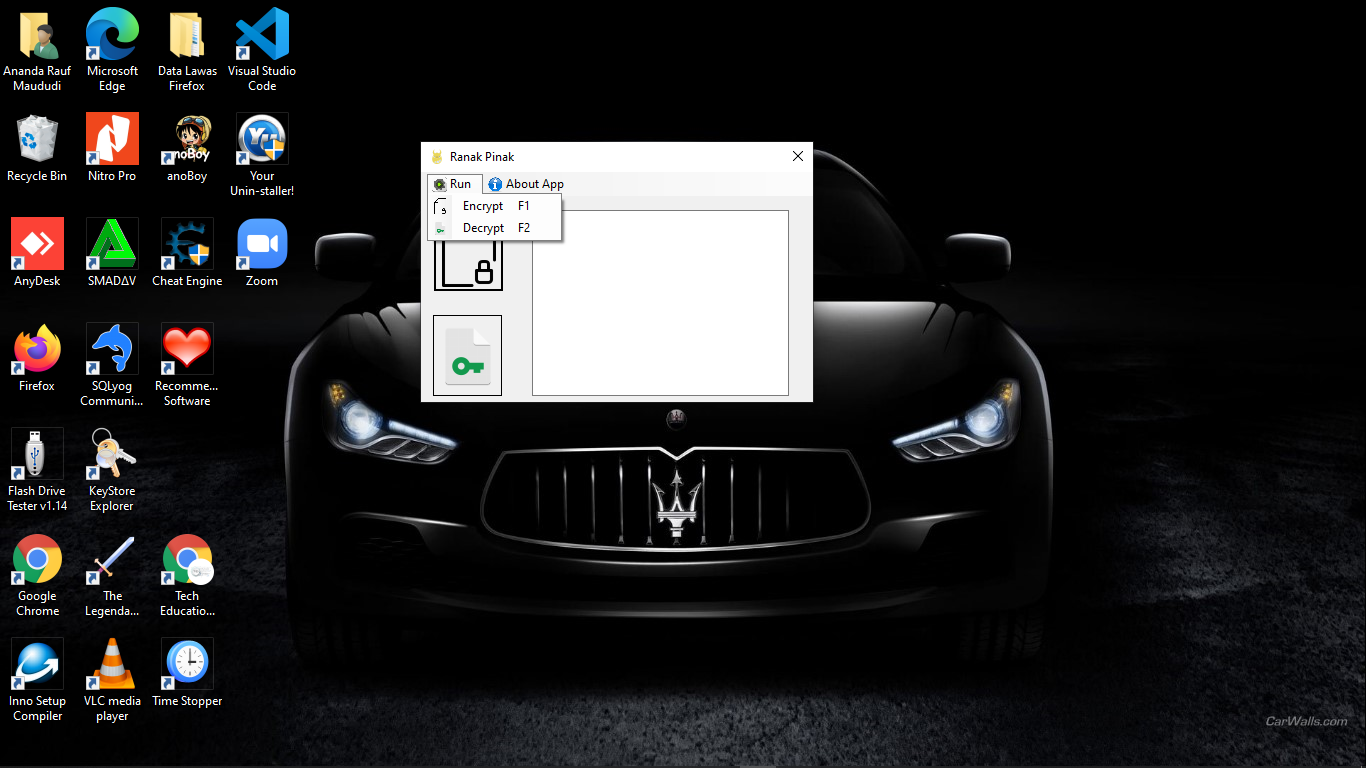 Ananda Rauf
Maududi
Microsoft
Edge
Data Lawas
Firefox
Visual Studio
Code
Recycle Bin
Nitro Pro
noBoy
anoBoy
YU
Your
Unin-staller!
AnyDesk
SMADΔV
Cheat Engine
Zoom
Firefox
SQLyog
Communi...
Recomme...
Software
Flash Drive
Tester v1.14
KeyStore
Explorer
Google
Chrome
The
Legenda...
Tech
Educatio...
Inno Setup
Compiler
VLC media
player
Time Stopper
Ranak Pinak
Run
About App
Encrypt F1
Decrypt F2
CarWalls.com